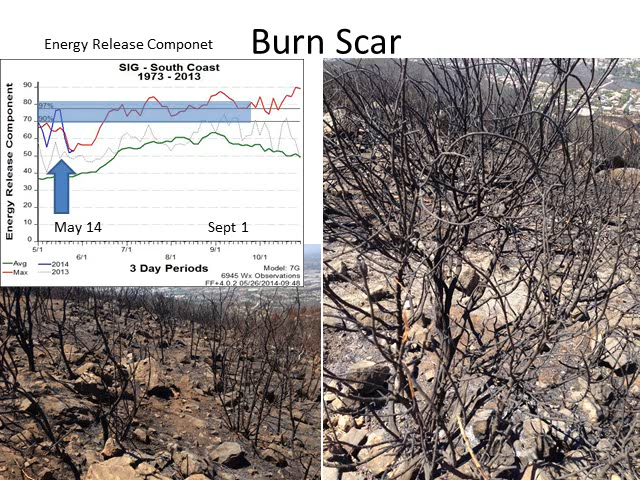 Energy Release Componet
Burn Scar
SIG - South Coast
1973 - 2013
Energy Release Component
90
80
70
60
50
40
30
20
10
0
97%
90%
May 14
Sept 1
5/1
6/1
7/1
8/1
9/1
10/1
3 Day Periods
Avg
2014
Max
2013
Model: 7G
6945 Wx Observations
FF+4.0.2 05/26/2014-09:48